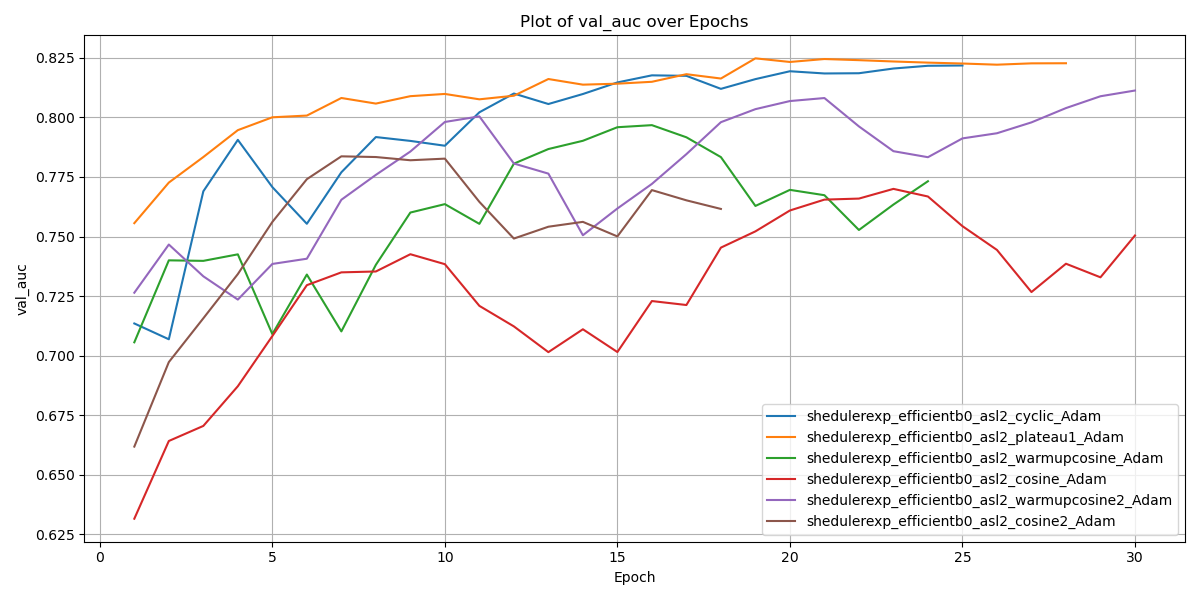 Plot of val_auc over Epochs
val_auc
0.825
0.800
0.775
0.750
0.725
0.700
0.675
0.650
0.625
shedulerexp_efficientb0_asl2_cyclic_Adam
shedulerexp_efficientb0_asl2_plateau1_Adam
shedulerexp_efficientb0_asl2_warmupcosine_Adam
shedulerexp_efficientb0_asl2_cosine_Adam
shedulerexp_efficientb0_asl2_warmupcosine2_Adam
shedulerexp_efficientb0_asl2_cosine2_Adam
0 5 10 15 20 25 30
Epoch